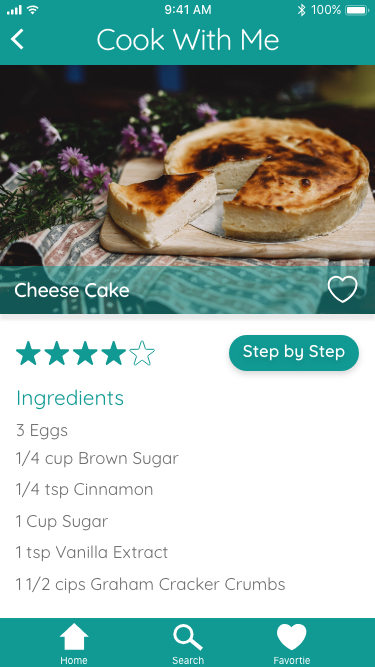 9:41 AM
100%
Cook With Me
Cheese Cake
Step by Step
Ingredients
3 Eggs
1/4 cup Brown Sugar
1/4 tsp Cinnamon
1 Cup Sugar
1 tsp Vanilla Extract
1 1/2 cips Graham Cracker Crumbs
Home
Search
Favortie